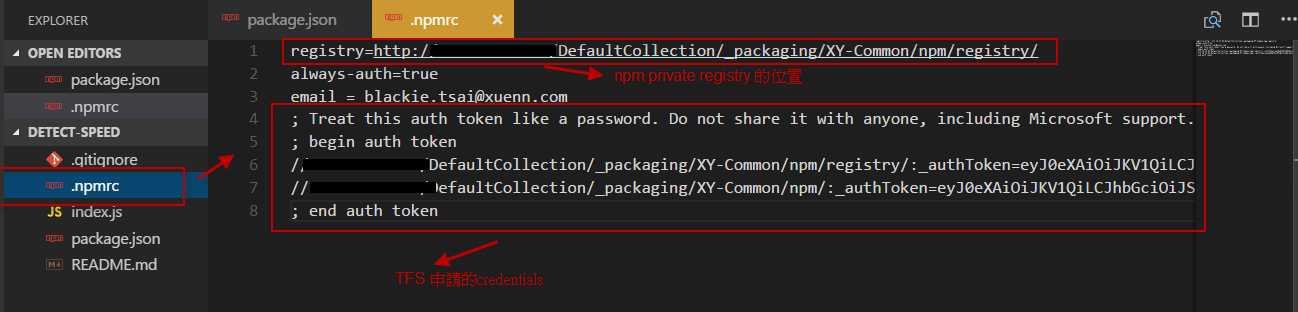 EXPLORER
OPEN EDITORS
package.json
.npmrc
DETECT-SPEED
.gitignore
.npmrc
index.js
package.json
README.md
package.json
.npmrc
1 registry=http:/ DefaultCollection/_packaging/XY-Common/npm/registry/
2 always-auth=true
npm private registry 的位置
3 email = blackie.tsai@xuenn.com
4 ; Treat this auth token like a password. Do not share it with anyone, including Microsoft support.
5 ; begin auth token
6 // /DefaultCollection/_packaging/XY-Common/npm/registry/:_authToken=eyJ0eXAiOiJKV1QiLCJ
7 // DefaultCollection/_packaging/XY-Common/npm/:_authToken=eyJ0eXAiOiJKV1QiLCJhbGciOiJS
8 ; end auth token
TFS 申請的credentials